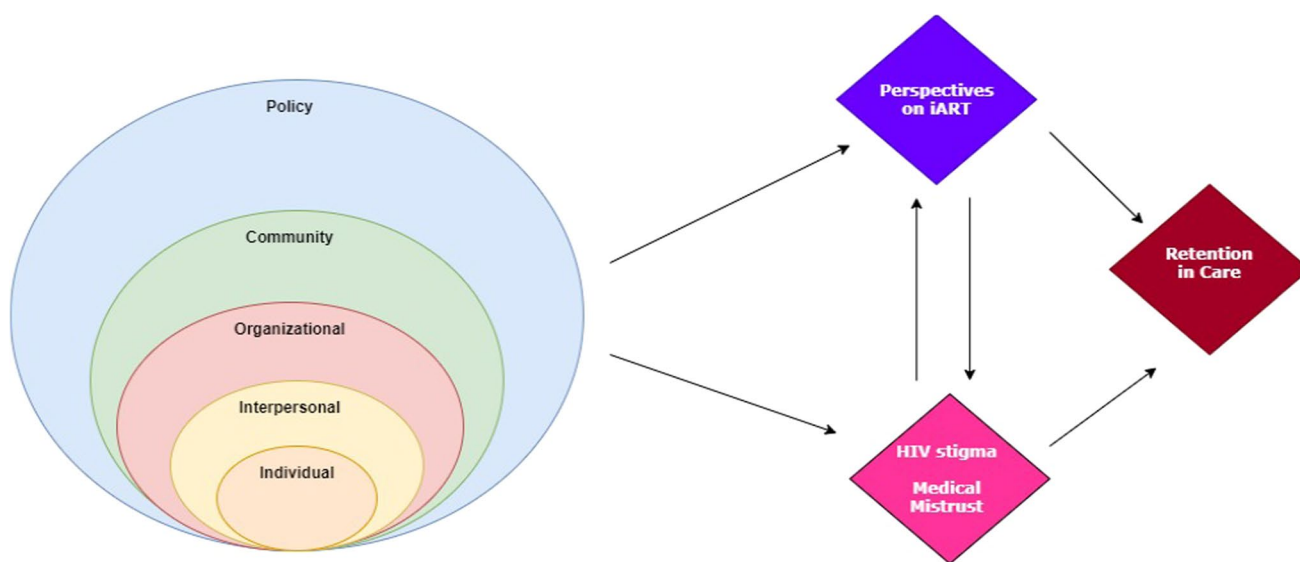 Policy
Community
Organizational
Interpersonal
Individual
Perspectives
on iART
HIV stigma
Medical
Mistrust
Retention
in Care